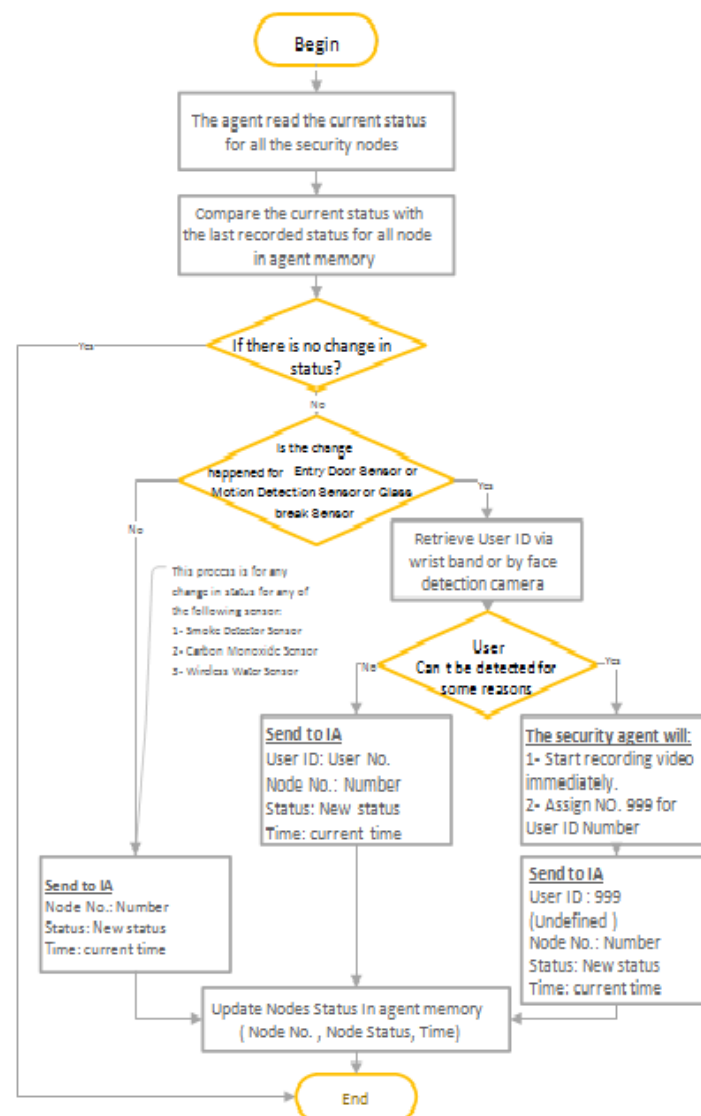 Begin
The agent read the current status
for all the security nodes
Compare the current status with
the last recorded status for all node
in agent memory
If there is no change in
status?
Yes
No
Is the change
happened for Entry Door Sensor or
Motion Detection Sensor or Glass
break Sensor
Yes
No
Retrieve User ID via
wrist band or by face
detection camera
This process is for any
change in status for any of
the following sensor:
1- Smoke Detector Sensor
2- Carbon Monoxide Sensor
3- Wireless Water Sensor
User
Can t be detected for
some reasons
No
Yes
Send to IA
User ID: User No.
Node No.: Number
Status: New status
Time: current time
The security agent will:
1- Start recording video
immediately.
2- Assign NO. 999 for
User ID Number
Send to IA
Node No.: Number
Status: New status
Time: current time
Send to IA
User ID : 999
(Undefined )
Node No.: Number
Status: New status
Time: current time
Update Nodes Status In agent memory
( Node No. , Node Status, Time)
End